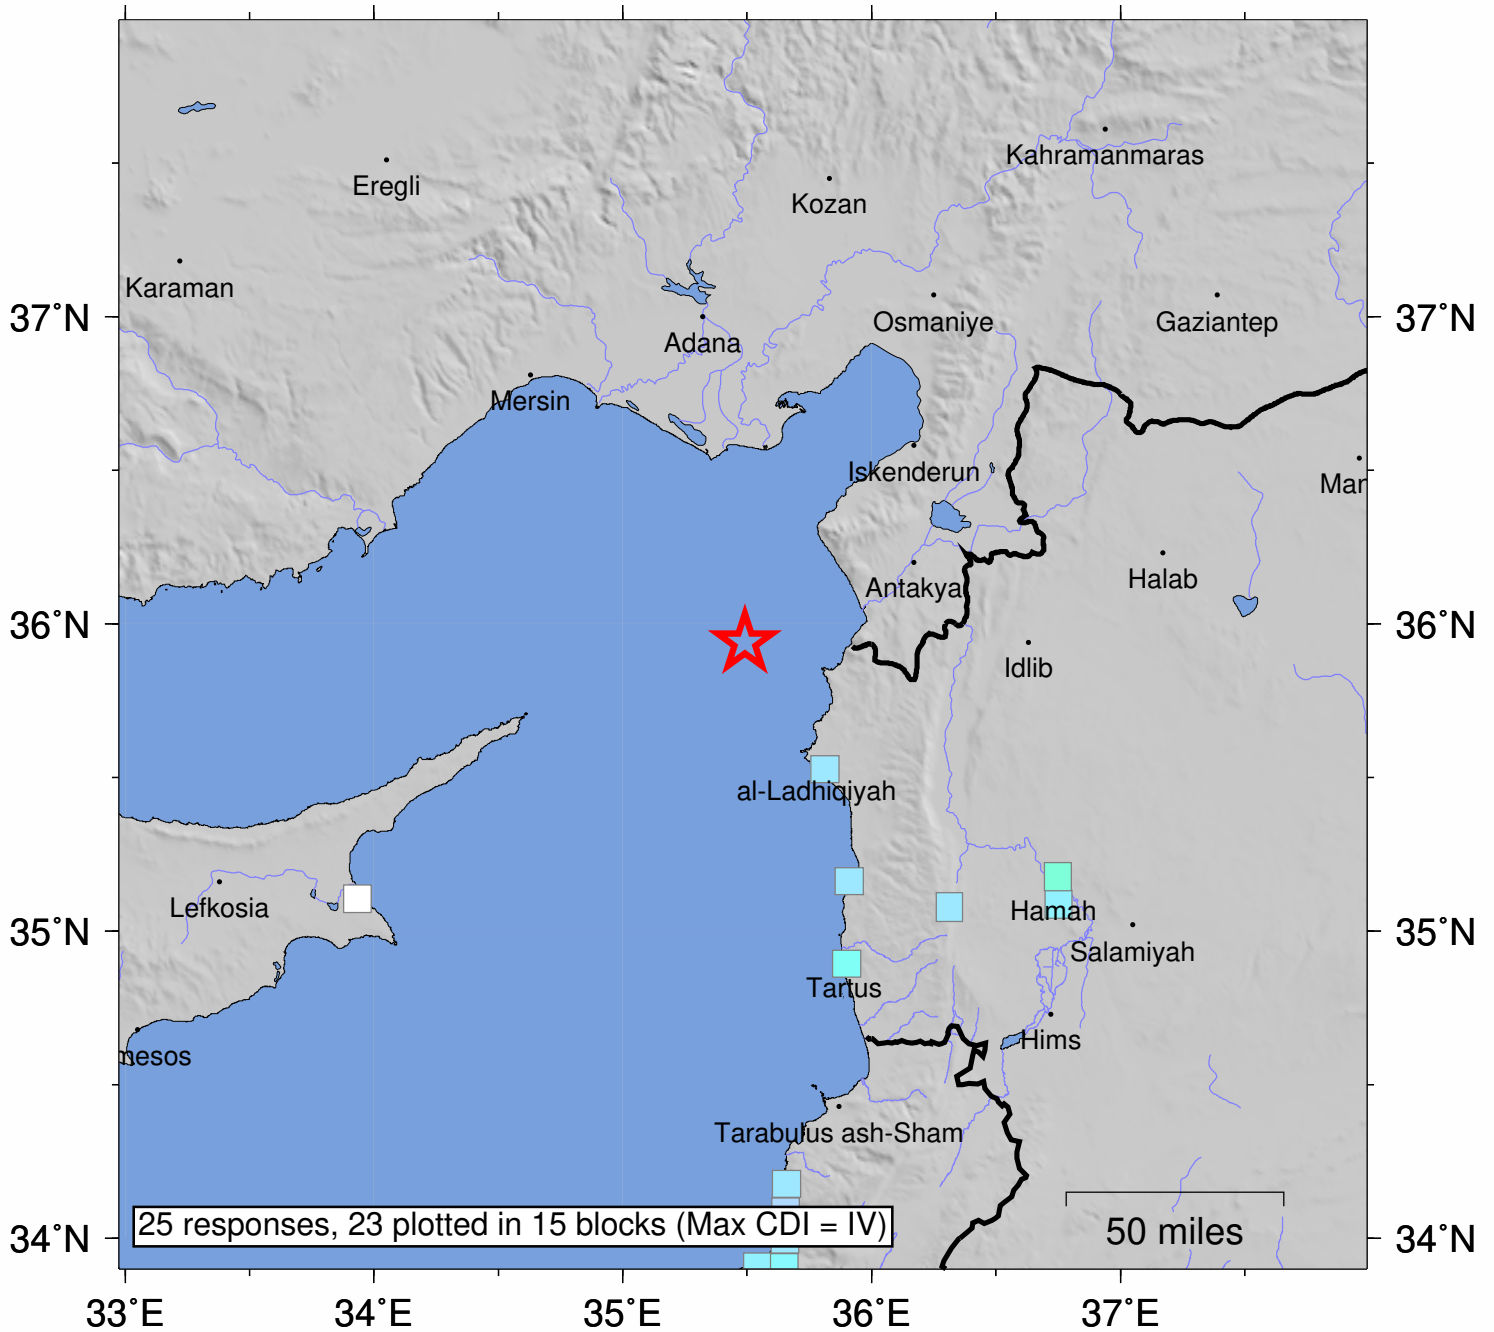 Kahramanmaras
Eregli
Kozan
Karaman
37°N
Osmaniye
Gaziantep
37°N
Adana
Mersin
Iskenderun
Mar
Halab
Antakya
36°N
36°N
Idlib
al-Ladhiqiyah
Lefkosia
Hamah
35°N
35°N
Salamiyah
Tartus
Hims
mesos
Tarabulus ash-Sham
25 responses, 23 plotted in 15 blocks (Max CDI = IV)
50 miles
34°N
34°N
33°E
34°E
35°E
36°E
37°E